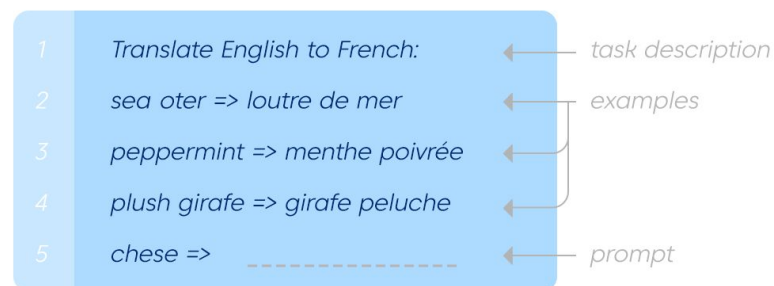 1 Translate English to French: task description
2 sea oter => loutre de mer examples
3 peppermint => menthe poivrée
4 plush girafe => girafe peluche
5 chese => ______________ prompt